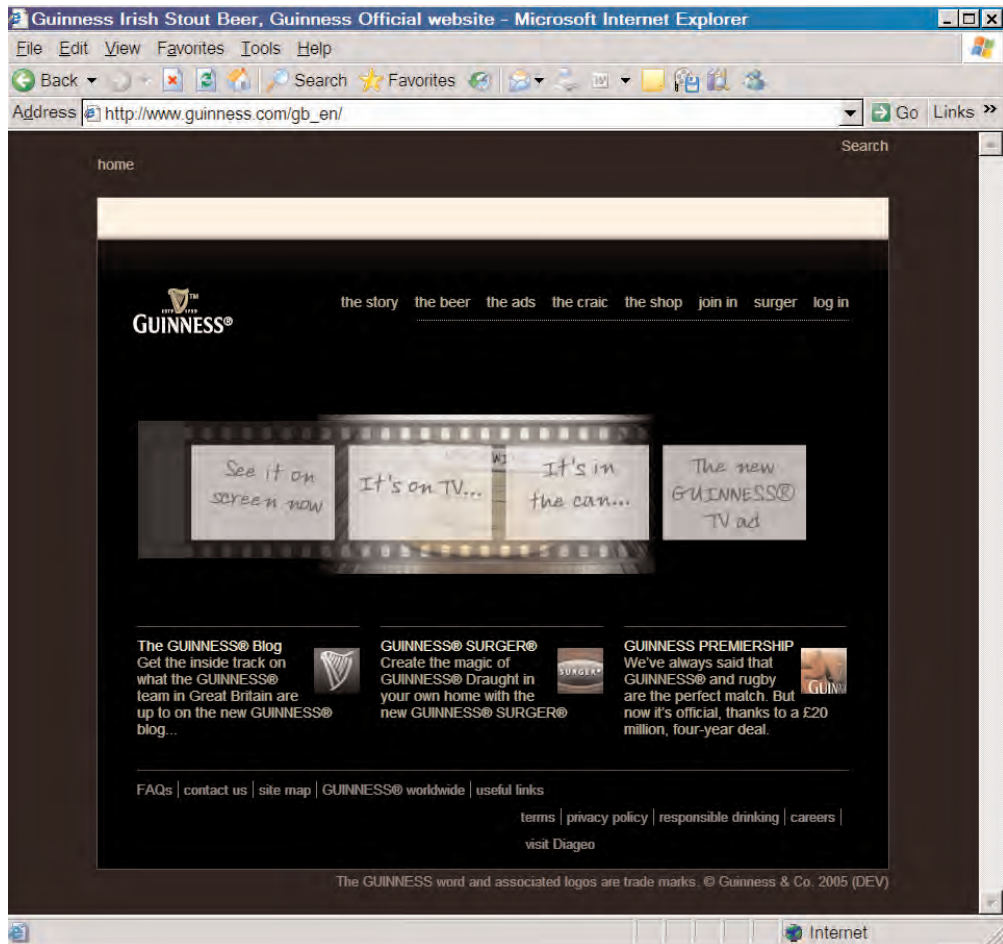 Guinness Irish Stout Beer, Guinness Official website - Microsoft Internet Explorer
File Edit View Favorites Tools Help
Back Search Favorites
Address http://www.guinness.com/gb_en/ Go Links »
Search
home
GUINNESS®
the story the beer the ads the craic the shop join in surger log in
See it on
screen now
It's on TV...
It's in
the can...
The new
GUINNESS®
TV ad
The GUINNESS® Blog
Get the inside track on
what the GUINNESS®
team in Great Britain are
up to on the new GUINNESS®
blog...
GUINNESS® SURGER®
Create the magic of
GUINNESS® Draught in
your own home with the
new GUINNESS® SURGER®
SURGER®
GUINNESS PREMIERSHIP
We've always said that
GUINNESS® and rugby
are the perfect match. But
now it's official, thanks to a £20
million, four-year deal.
GUINN
FAQs | contact us | site map | GUINNESS® worldwide | useful links
terms | privacy policy | responsible drinking | careers |
visit Diageo
The GUINNESS word and associated logos are trade marks. © Guinness & Co. 2005 (DEV)
Internet